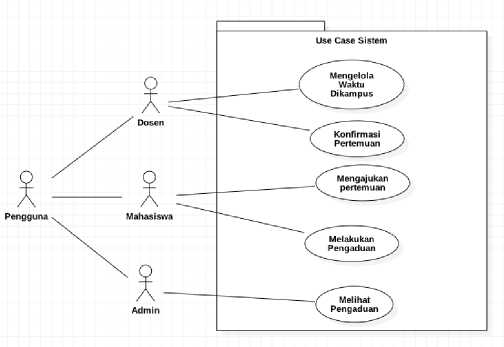 Use Case Sistem
Mengelola
Waktu
Dikampus
Dosen
Konfirmasi
Pertemuan
Mengajukan
pertemuan
Pengguna
Mahasiswa
Melakukan
Pengaduan
Melihat
Pengaduan
Admin